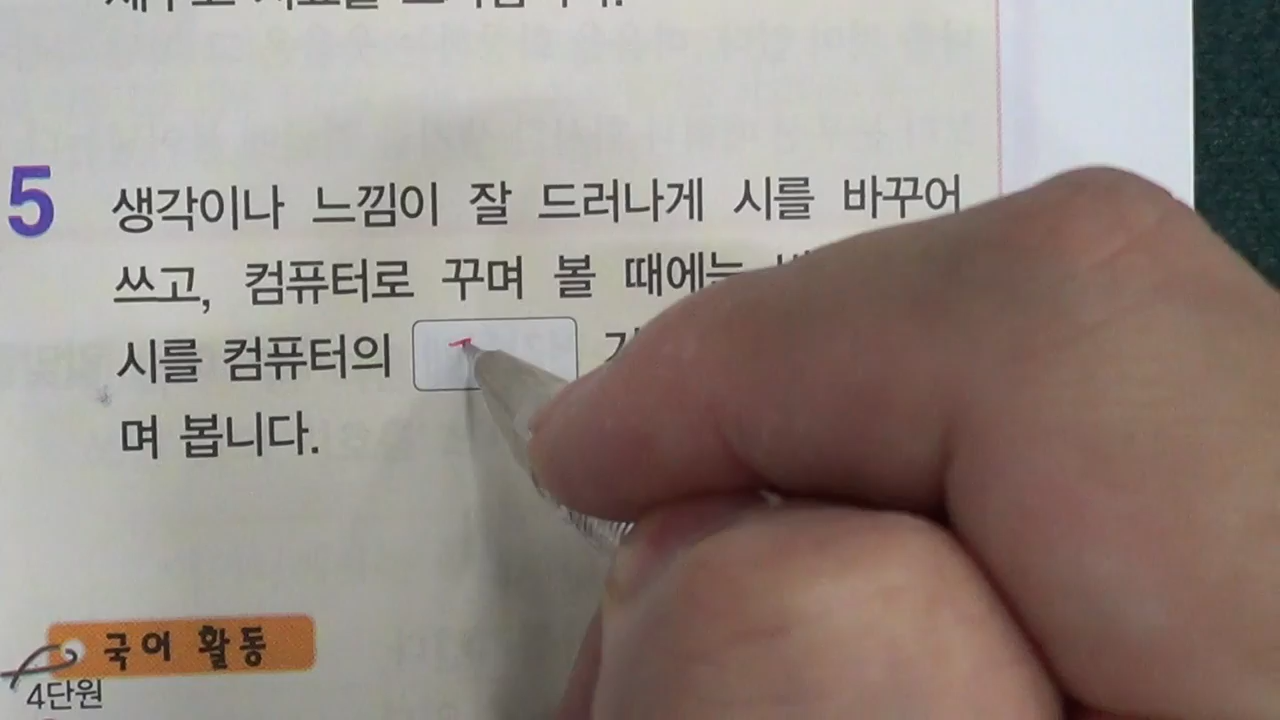 5 생각이나 느낌이 잘 드러나게 시를 바꾸어
쓰고, 컴퓨터로 꾸며 볼 때에는
시를 컴퓨터의
며 봅니다.
국어 활동
4단원